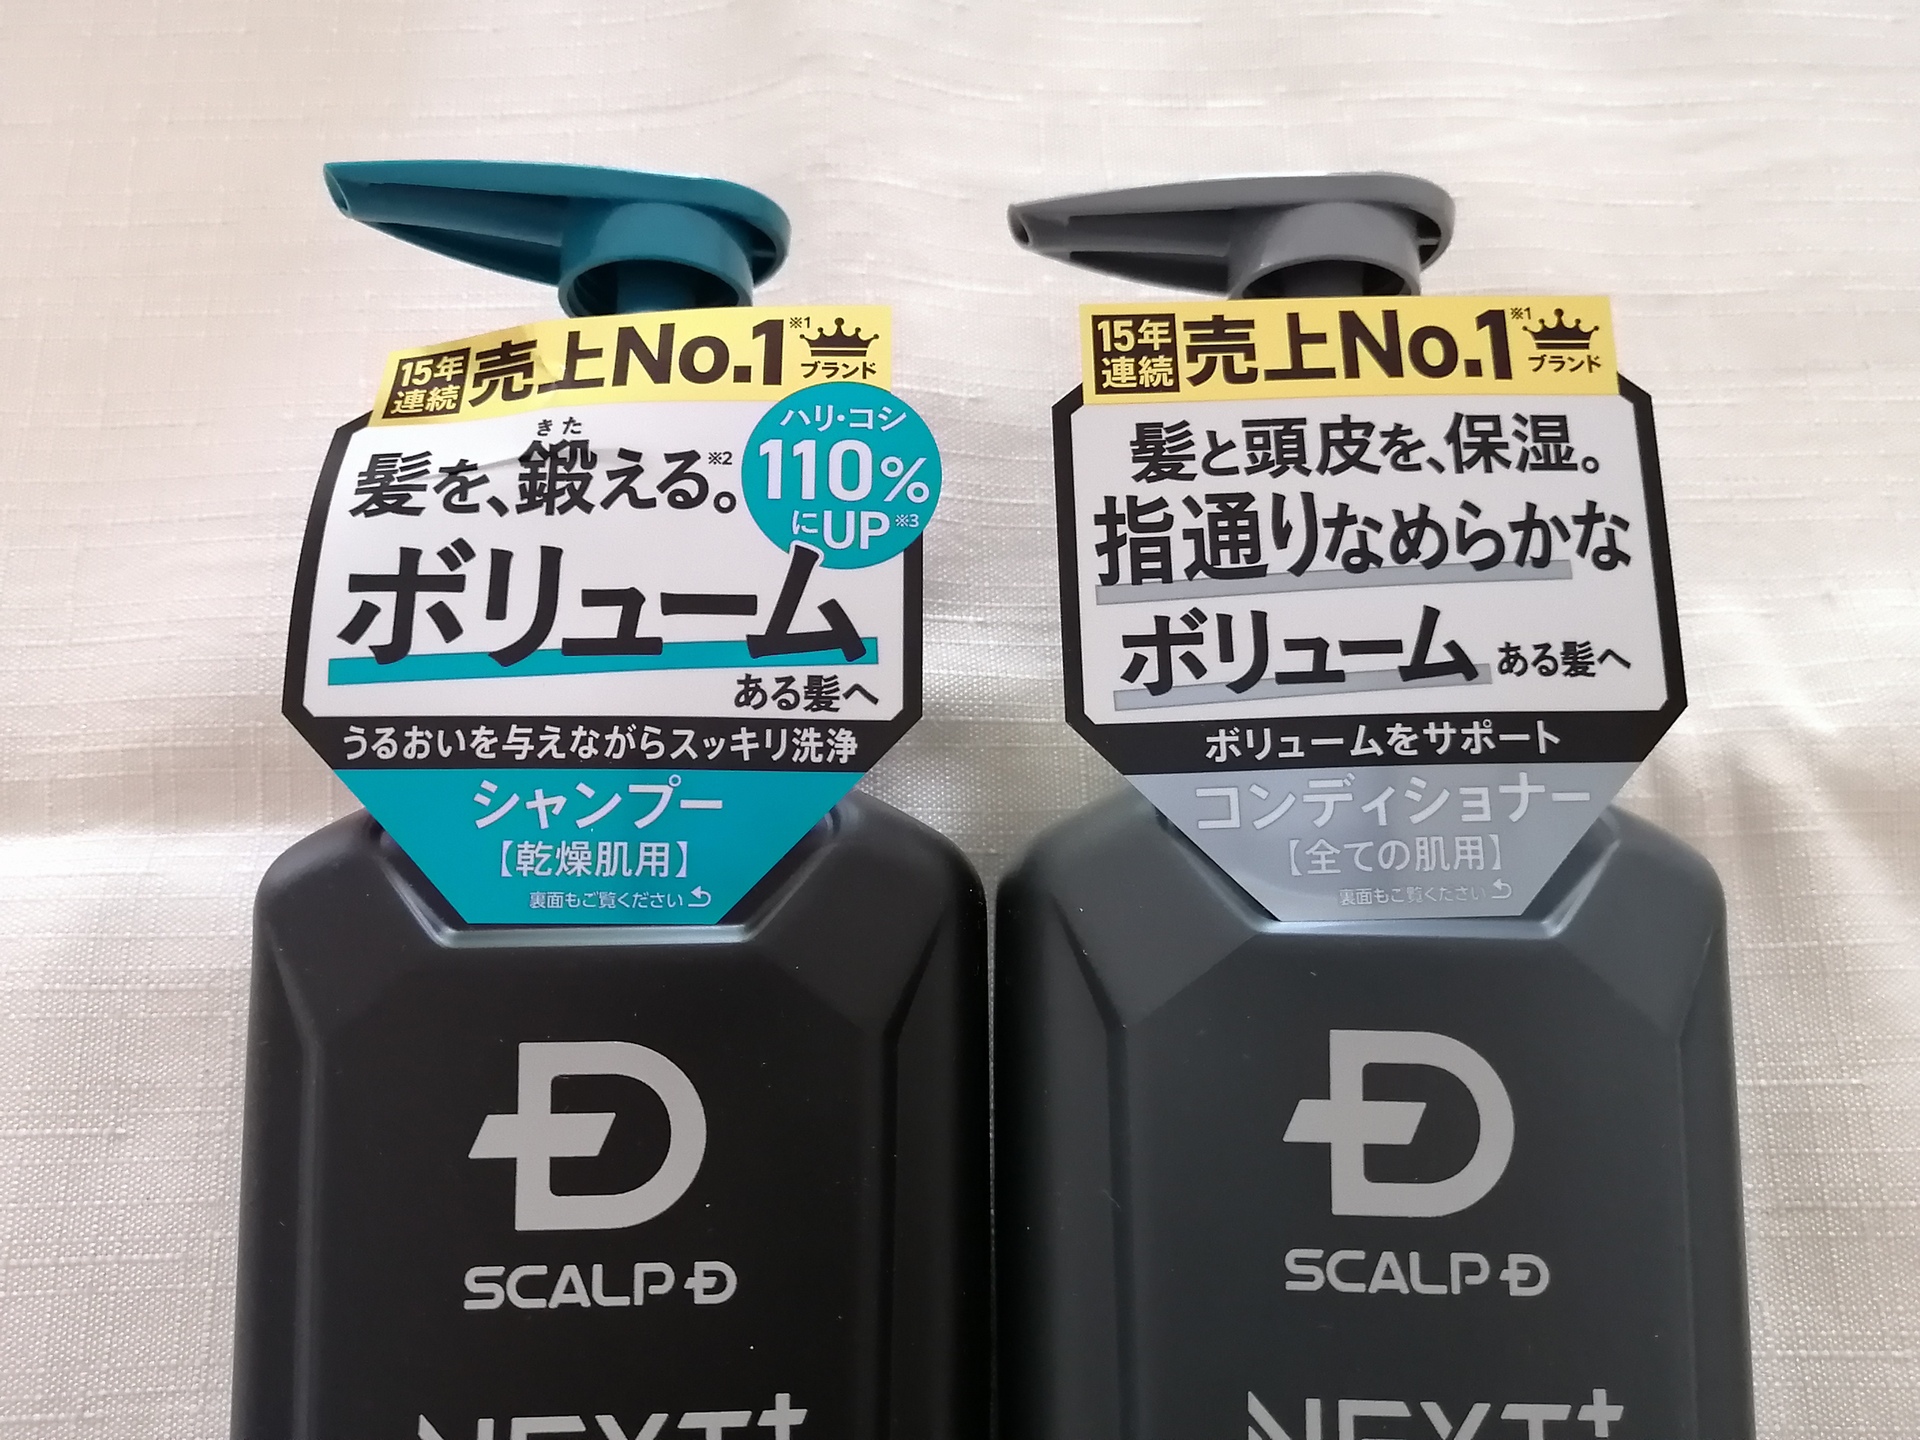 15年連続 売上No.1※1 ブランド
髪を、鍛える。※2
きた
ハリ・コシ
110%
にUP※3
ボリューム
ある髪へ
うるおいを与えながらスッキリ洗浄
シャンプー
【乾燥肌用】
裏面もご覧ください
D
SCALP D
NEXT+
15年連続 売上No.1※1 ブランド
髪と頭皮を、保湿。
指通りなめらかな
ボリューム ある髪へ
ボリュームをサポート
コンディショナー
【全ての肌用】
裏面もご覧ください
D
SCALP D
NEXT+